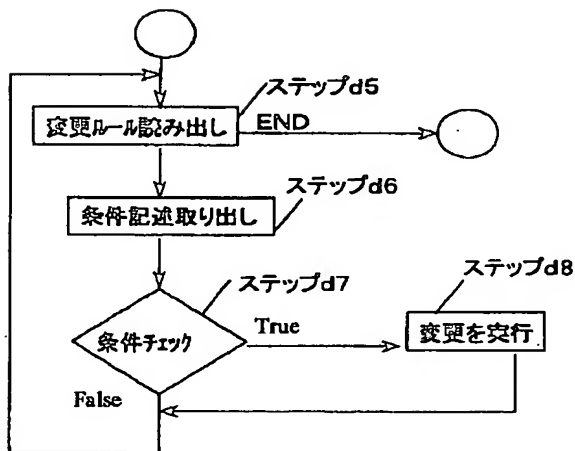 ステップd5
変更ルール読み出し
END
ステップd6
条件記述取り出し
ステップd7
ステップd8
条件チェック
True
変更を実行
False